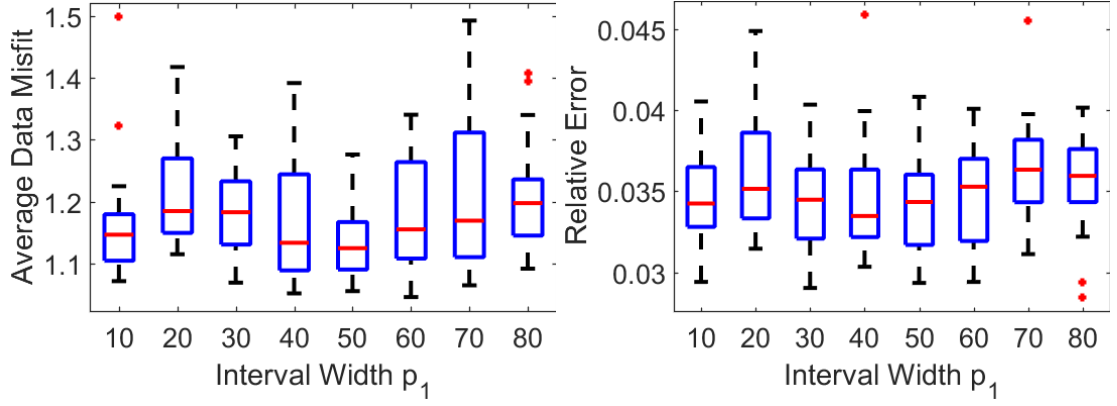 Average Data Misfit
1.5
1.4
1.3
1.2
1.1
10 20 30 40 50 60 70 80
Interval Width p₁
Relative Error
0.045
0.04
0.035
0.03
10 20 30 40 50 60 70 80
Interval Width p₁